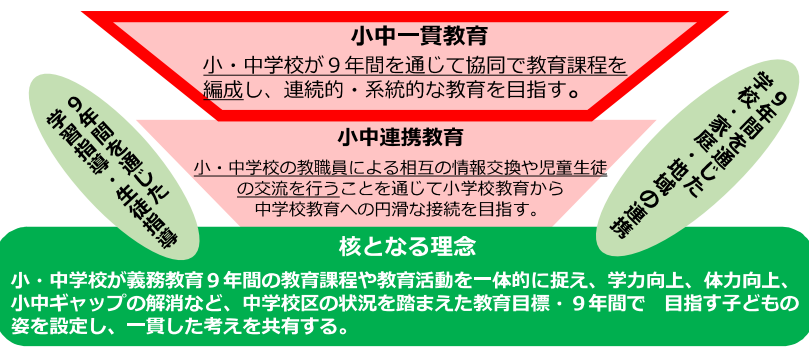 小中一貫教育
小・中学校が９年間を通じて協同で教育課程を
編成し、連続的・系統的な教育を目指す。
９年間を通じた
学習指導・生徒指導
９年間を通じた
学校・家庭・地域の連携
小中連携教育
小・中学校の教職員による相互の情報交換や児童生徒
の交流を行うことを通じて小学校教育から
中学校教育への円滑な接続を目指す。
核となる理念
小・中学校が義務教育９年間の教育課程や教育活動を一体的に捉え、学力向上、体力向上、
小中ギャップの解消など、中学校区の状況を踏まえた教育目標・９年間で　目指す子どもの
姿を設定し、一貫した考えを共有する。